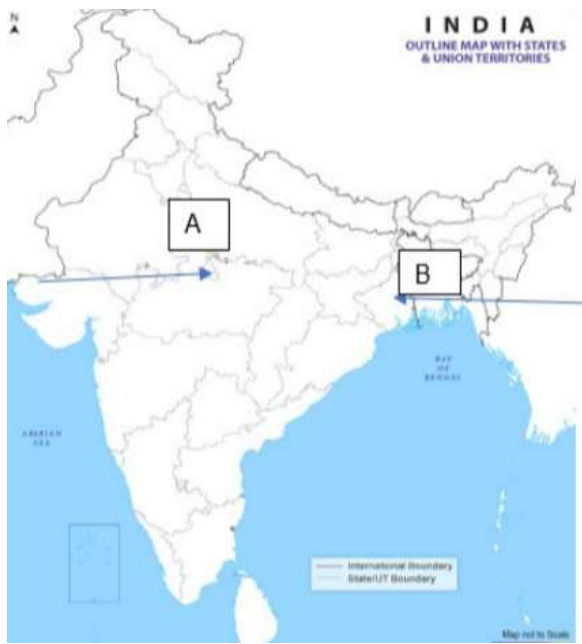 N
INDIA
OUTLINE MAP WITH STATES
& UNION TERRITORIES
A
B
BAY
OF
BENGAL
ARABIAN
SEA
International Boundary
State/UT Boundary
Map not to Scale